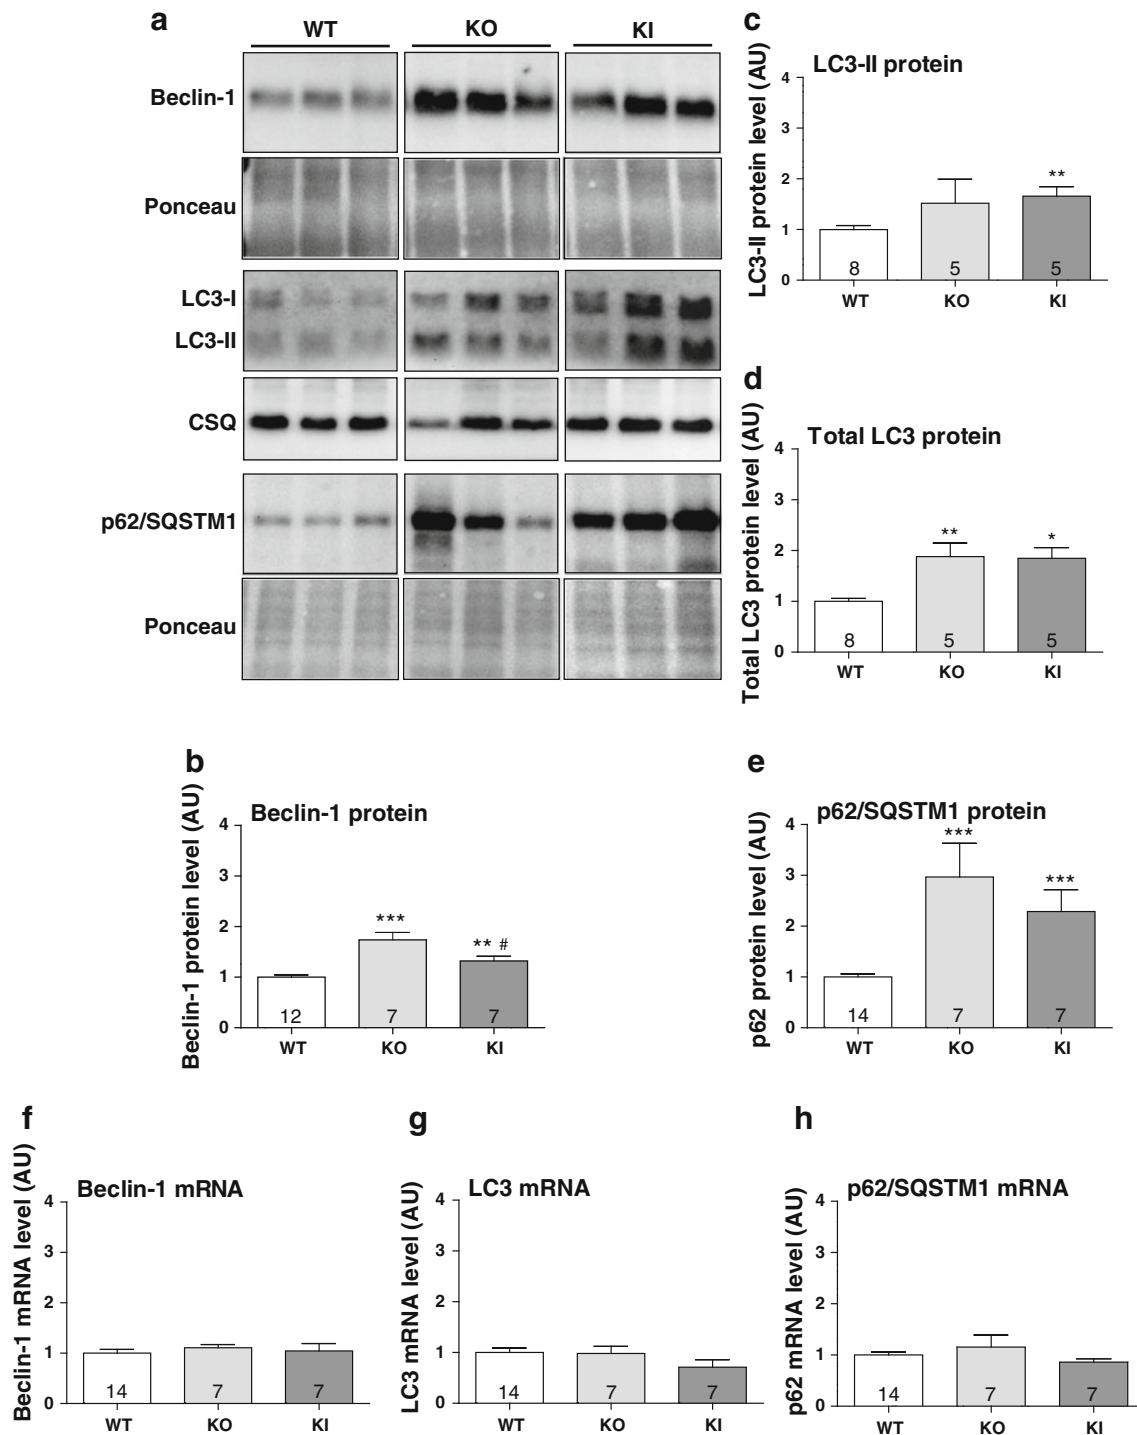 a
WT KO KI
Beclin-1
Ponceau
LC3-I
LC3-II
CSQ
p62/SQSTM1
Ponceau
c
LC3-II protein
LC3-II protein level (AU)
4
3
2
1
0
**
8 5 5
WT KO KI
d
Total LC3 protein
Total LC3 protein level (AU)
4
3
2
1
0
** *
8 5 5
WT KO KI
b
Beclin-1 protein
Beclin-1 protein level (AU)
4
3
2
1
0
*** ** #
12 7 7
WT KO KI
e
p62/SQSTM1 protein
p62 protein level (AU)
4
3
2
1
0
*** ***
14 7 7
WT KO KI
f
Beclin-1 mRNA
Beclin-1 mRNA level (AU)
4
3
2
1
0
14 7 7
WT KO KI
g
LC3 mRNA
LC3 mRNA level (AU)
4
3
2
1
0
14 7 7
WT KO KI
h
p62/SQSTM1 mRNA
p62 mRNA level (AU)
4
3
2
1
0
14 7 7
WT KO KI